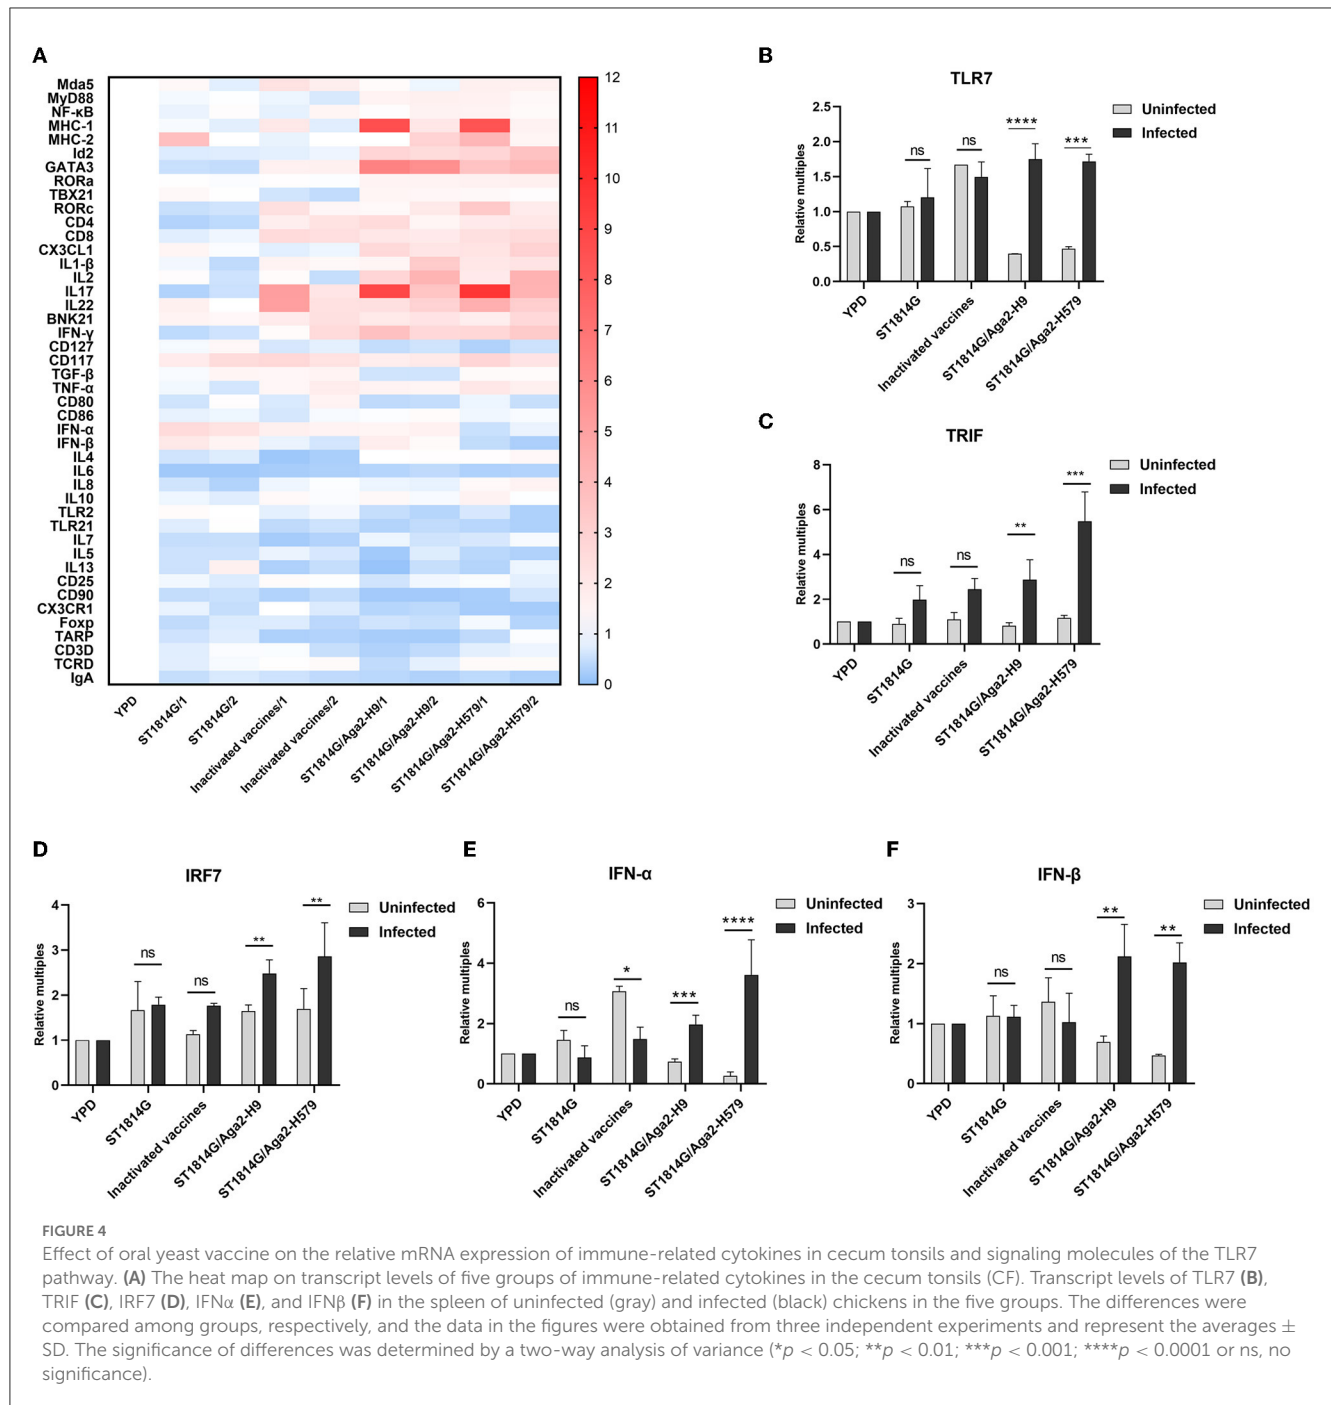 A
Mda5
MyD88
NF-κB
MHC-1
MHC-2
Id2
GATA3
RORa
TBX21
RORc
CD4
CD8
CX3CL1
IL1-β
IL2
IL17
IL22
BNK21
IFN-γ
CD127
CD117
TGF-β
TNF-α
CD80
CD86
IFN-α
IFN-β
IL4
IL6
IL8
IL10
TLR2
TLR21
IL7
IL5
IL13
CD25
CD90
CX3CR1
Foxp
TARP
CD3D
TCRD
IgA
12
11
10
9
8
7
6
5
4
3
2
1
0
YPD
ST1814G/1
ST1814G/2
Inactivated vaccines/1
Inactivated vaccines/2
ST1814G/Aga2-H9/1
ST1814G/Aga2-H9/2
ST1814G/Aga2-H579/1
ST1814G/Aga2-H579/2
B
TLR7
Relative multiples
2.5
2.0
1.5
1.0
0.5
0.0
ns
ns
****
***
Uninfected
Infected
YPD
ST1814G
Inactivated vaccines
ST1814G/Aga2-H9
ST1814G/Aga2-H579
C
TRIF
Relative multiples
8
6
4
2
0
ns
ns
**
***
Uninfected
Infected
YPD
ST1814G
Inactivated vaccines
ST1814G/Aga2-H9
ST1814G/Aga2-H579
D
IRF7
Relative multiples
4
3
2
1
0
ns
ns
**
**
Uninfected
Infected
YPD
ST1814G
Inactivated vaccines
ST1814G/Aga2-H9
ST1814G/Aga2-H579
E
IFN-α
Relative multiples
6
4
2
0
ns
*
***
****
Uninfected
Infected
YPD
ST1814G
Inactivated vaccines
ST1814G/Aga2-H9
ST1814G/Aga2-H579
F
IFN-β
Relative multiples
3
2
1
0
ns
ns
**
**
Uninfected
Infected
YPD
ST1814G
Inactivated vaccines
ST1814G/Aga2-H9
ST1814G/Aga2-H579
FIGURE 4
Effect of oral yeast vaccine on the relative mRNA expression of immune-related cytokines in cecum tonsils and signaling molecules of the TLR7
pathway. (A) The heat map on transcript levels of five groups of immune-related cytokines in the cecum tonsils (CF). Transcript levels of TLR7 (B),
TRIF (C), IRF7 (D), IFNα (E), and IFNβ (F) in the spleen of uninfected (gray) and infected (black) chickens in the five groups. The differences were
compared among groups, respectively, and the data in the figures were obtained from three independent experiments and represent the averages ±
SD. The significance of differences was determined by a two-way analysis of variance (*p < 0.05; **p < 0.01; ***p < 0.001; ****p < 0.0001 or ns, no
significance).